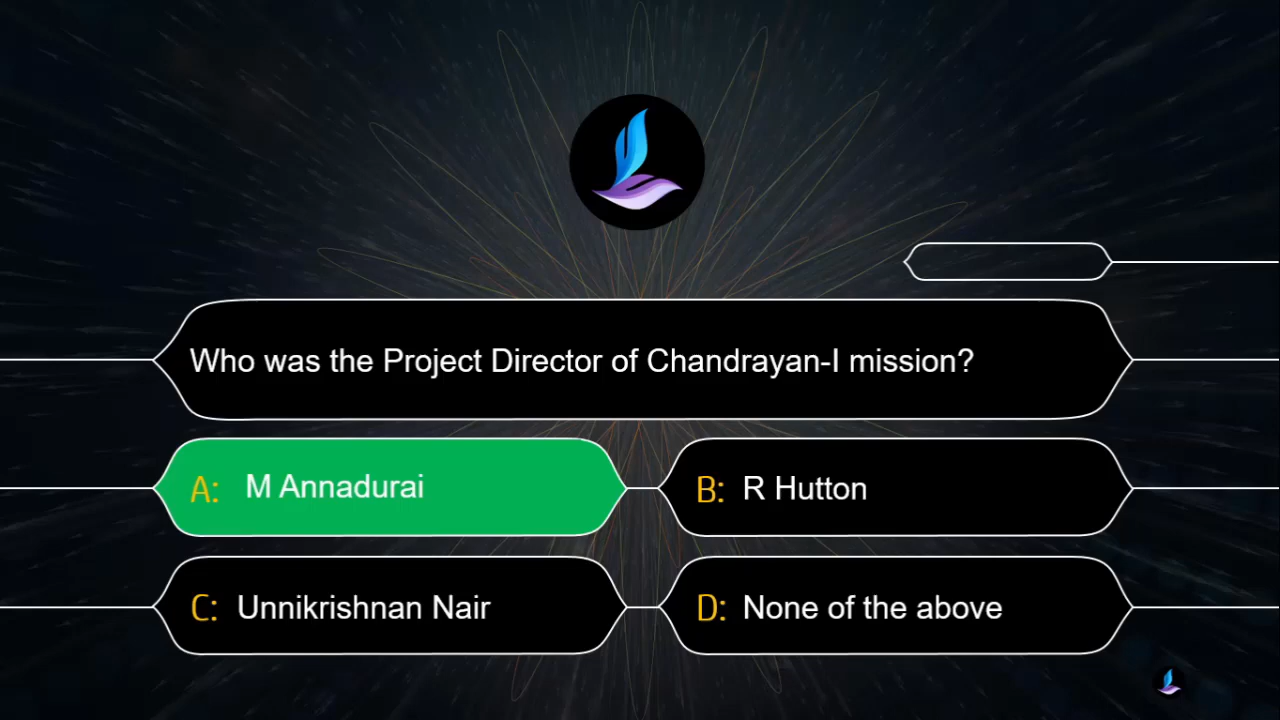 Who was the Project Director of Chandrayan-I mission?
A: M Annadurai
B: R Hutton
C: Unnikrishnan Nair
D: None of the above